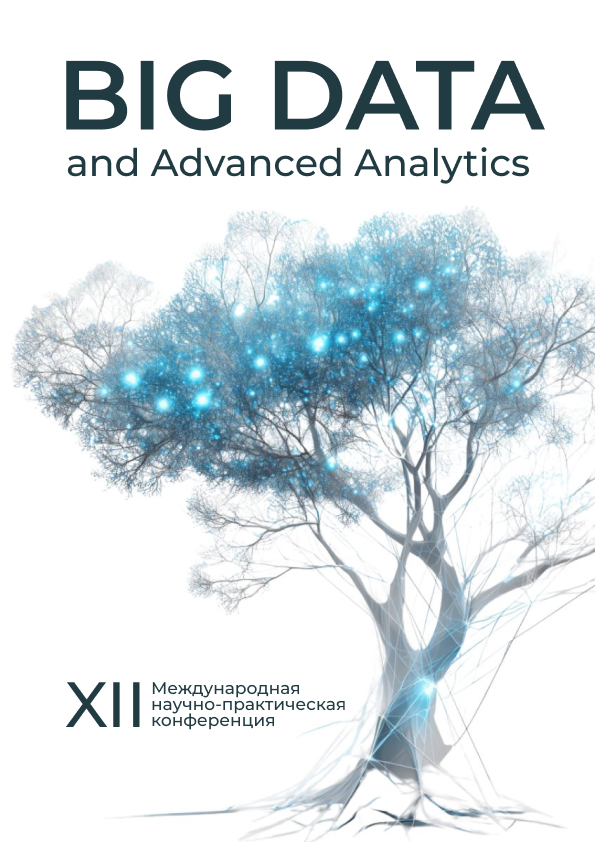 BIG DATA
and Advanced Analytics
XII
Международная
научно-практическая
конференция